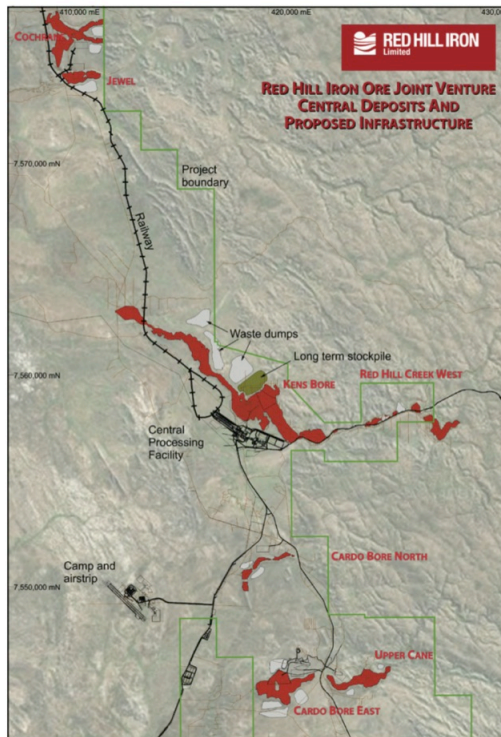 410,000 mE
420,000 mE
430,0
COCHRANE
RED HILL IRON
Limited
JEWEL
RED HILL IRON ORE JOINT VENTURE
CENTRAL DEPOSITS AND
PROPOSED INFRASTRUCTURE
7,570,000 mN
Project
boundary
Railway
Waste dumps
Long term stockpile
7,560,000 mN
KENS BORE
RED HILL CREEK WEST
Central
Processing
Facility
CARDO BORE NORTH
Camp and
airstrip
7,550,000 mN
UPPER CANE
CARDO BORE EAST